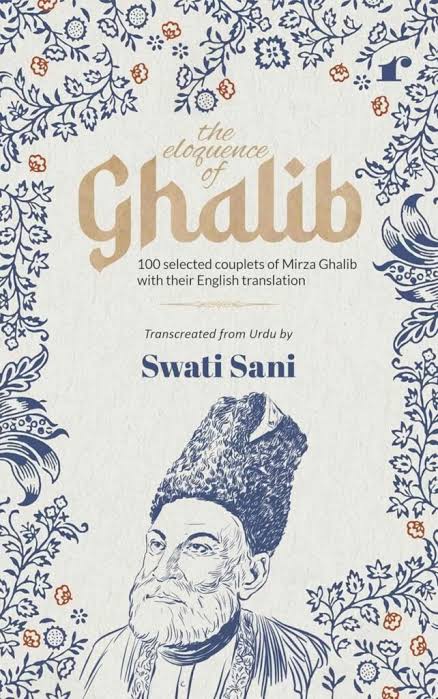 r
the
eloquence
of
Ghalib
100 selected couplets of Mirza Ghalib
with their English translation
Transcreated from Urdu by
Swati Sani